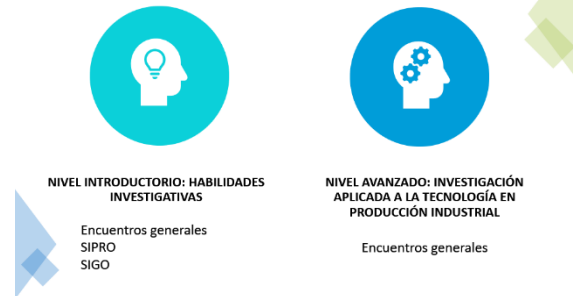 NIVEL INTRODUCTORIO: HABILIDADES
INVESTIGATIVAS
Encuentros generales
SIPRO
SIGO
NIVEL AVANZADO: INVESTIGACIÓN
APLICADA A LA TECNOLOGÍA EN
PRODUCCIÓN INDUSTRIAL
Encuentros generales